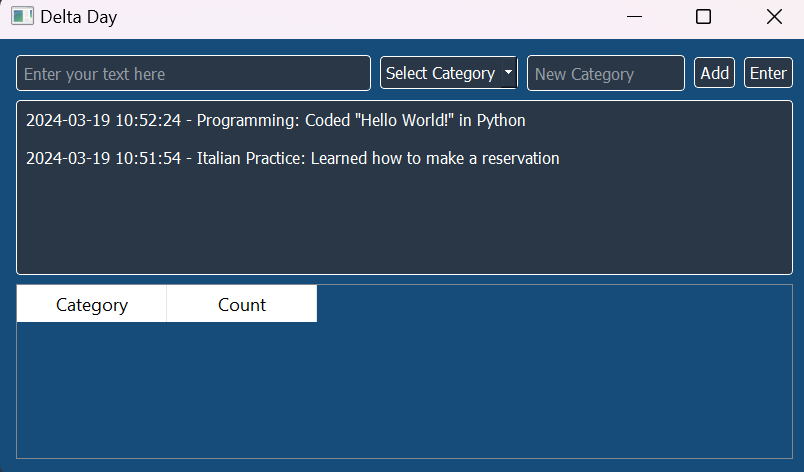 Delta Day
Enter your text here Select Category New Category Add Enter
2024-03-19 10:52:24 - Programming: Coded "Hello World!" in Python
2024-03-19 10:51:54 - Italian Practice: Learned how to make a reservation
Category Count